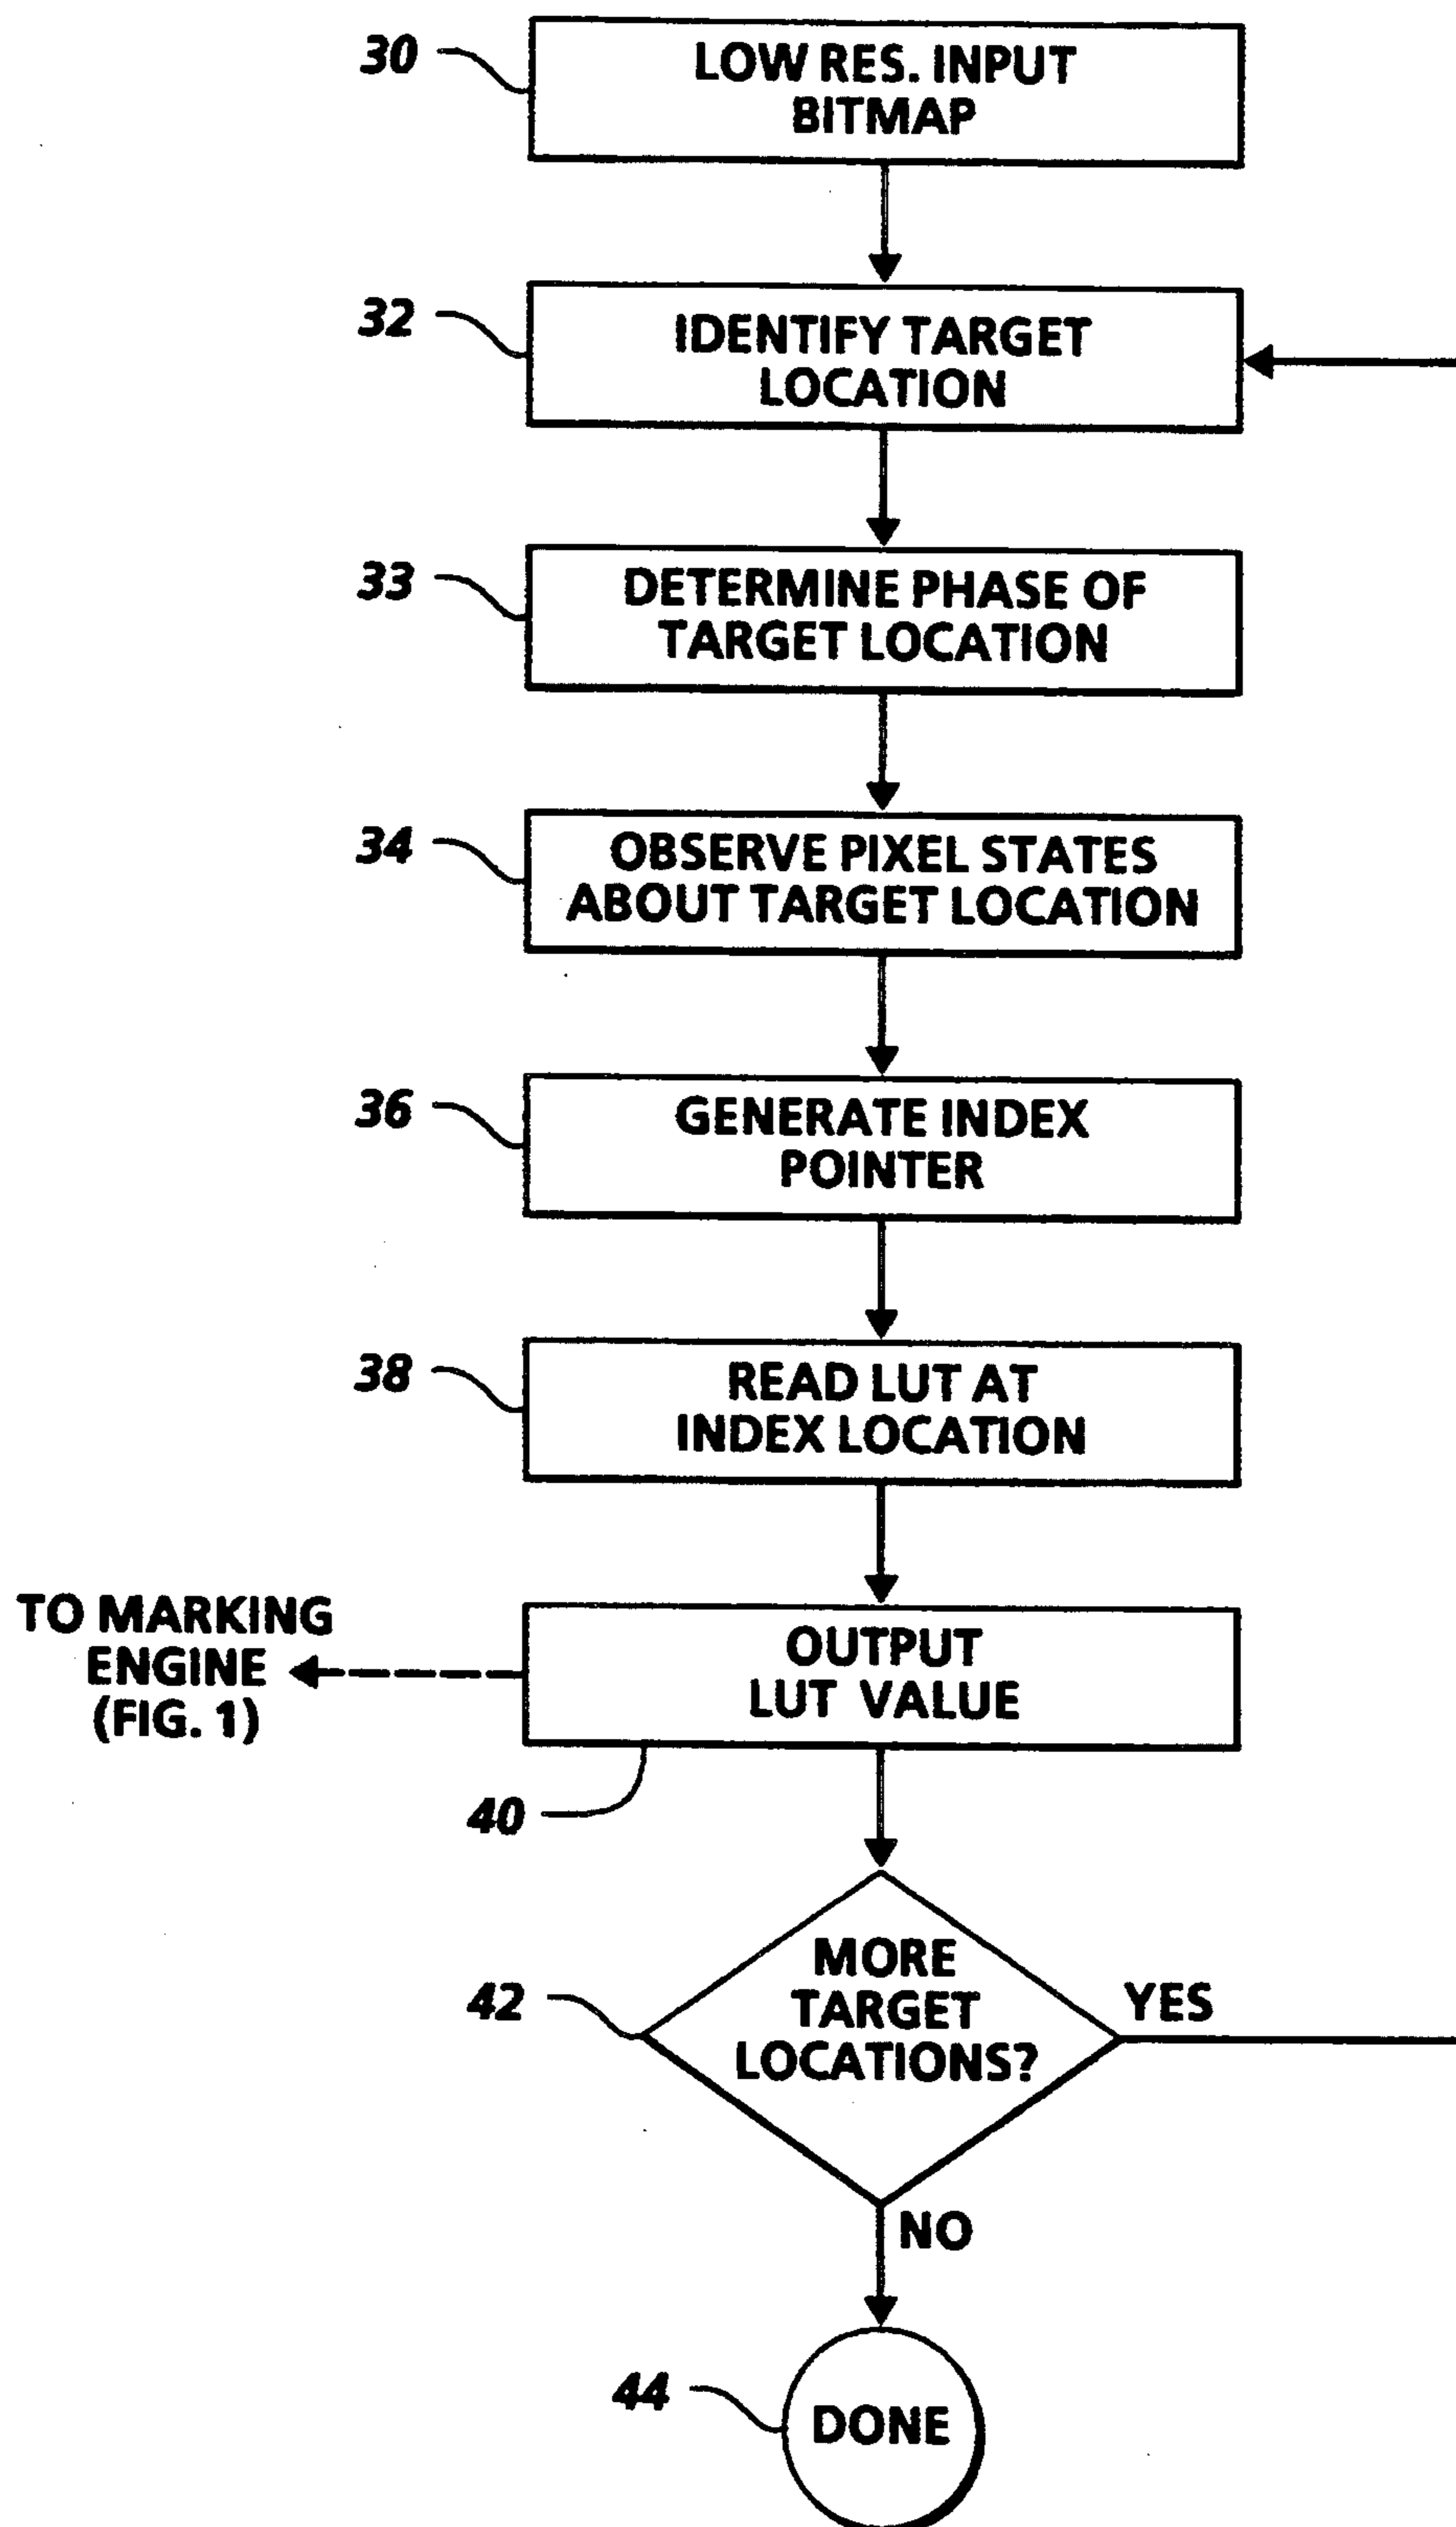 30
LOW RES. INPUT
BITMAP
32
IDENTIFY TARGET
LOCATION
33
DETERMINE PHASE OF
TARGET LOCATION
34
OBSERVE PIXEL STATES
ABOUT TARGET LOCATION
36
GENERATE INDEX
POINTER
38
READ LUT AT
INDEX LOCATION
TO MARKING
ENGINE
(FIG. 1)
OUTPUT
LUT VALUE
40
42
MORE
TARGET
LOCATIONS?
YES
NO
44
DONE